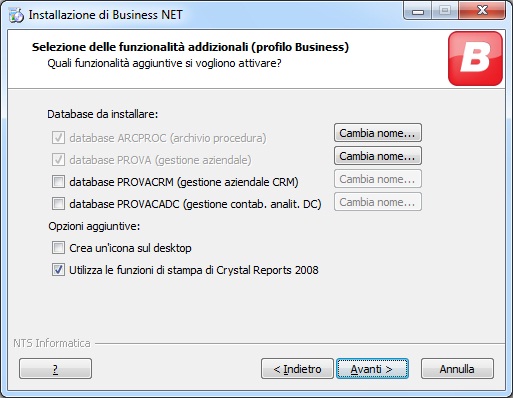 Installazione di Business NET
Selezione delle funzionalità addizionali (profilo Business)
Quali funzionalità aggiuntive si vogliono attivare?
B
Database da installare:
database ARCPROC (archivio procedura) Cambia nome...
database PROVA (gestione aziendale) Cambia nome...
database PROVACRM (gestione aziendale CRM) Cambia nome...
database PROVACADC (gestione contab. analit. DC) Cambia nome...
Opzioni aggiuntive:
Crea un'icona sul desktop
Utilizza le funzioni di stampa di Crystal Reports 2008
NTS Informatica
? < Indietro Avanti > Annulla